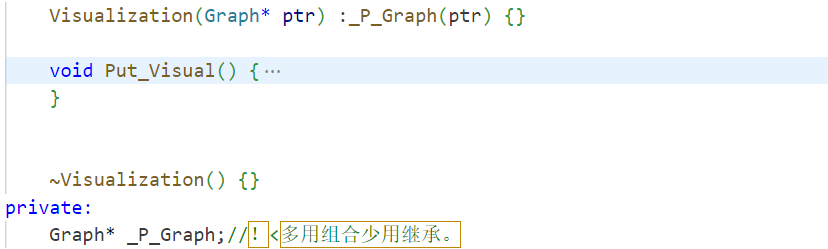 Visualization(Graph* ptr) :_P_Graph(ptr) {}
void Put_Visual() {⋯
}
~Visualization() {}
private:
Graph* _P_Graph;//！<多用组合少用继承。